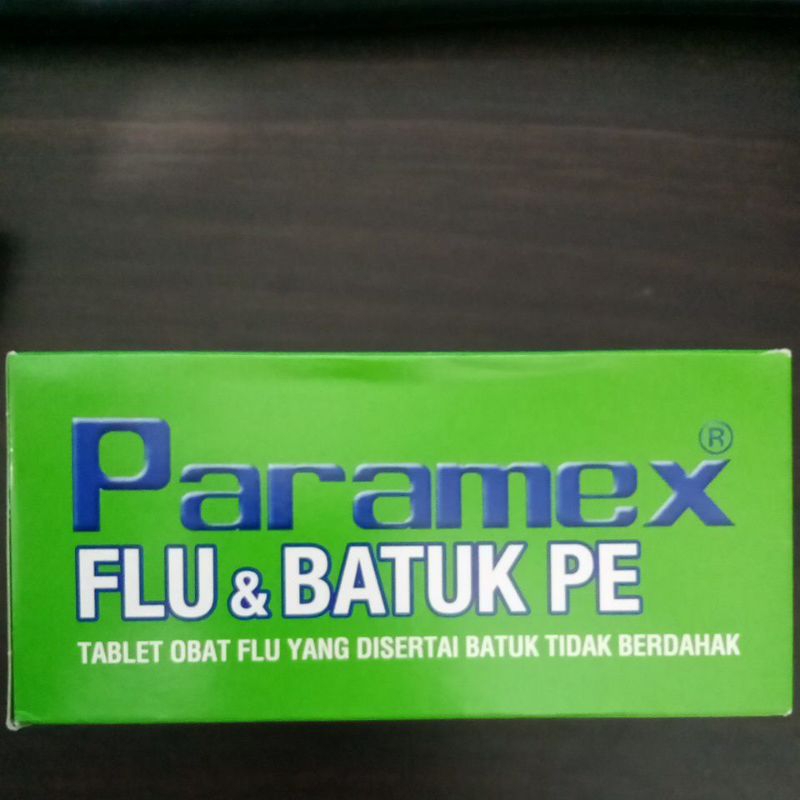 Paramex®
FLU & BATUK PE
TABLET OBAT FLU YANG DISERTAI BATUK TIDAK BERDAHAK